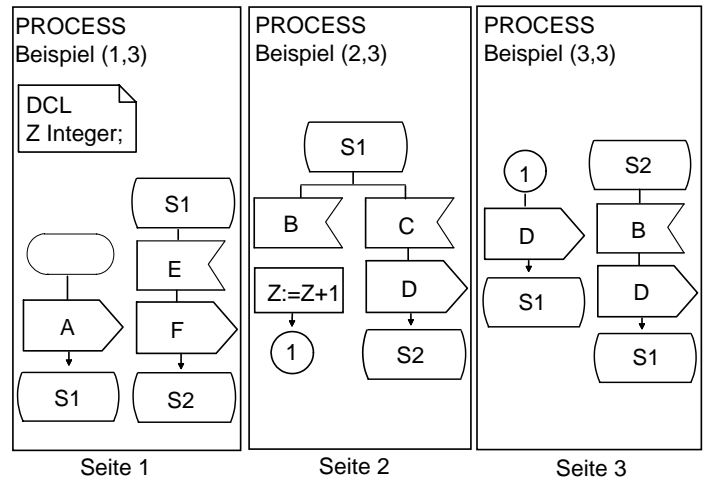 PROCESS
Beispiel (1,3)
DCL
Z Integer;
S1
E
A
F
S1
S2
Seite 1
PROCESS
Beispiel (2,3)
S1
B
C
Z:=Z+1
D
1
S2
Seite 2
PROCESS
Beispiel (3,3)
1
S2
D
B
S1
D
S1
Seite 3